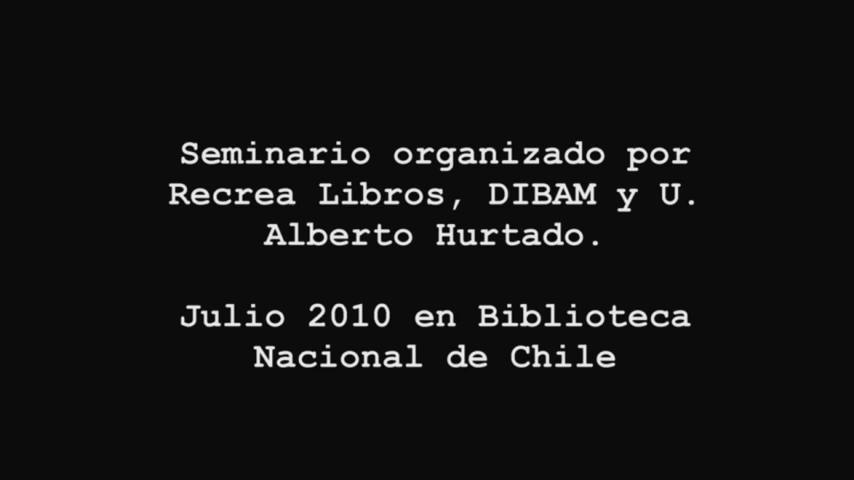 Seminario organizado por
Recrea Libros, DIBAM y U.
Alberto Hurtado.
Julio 2010 en Biblioteca
Nacional de Chile